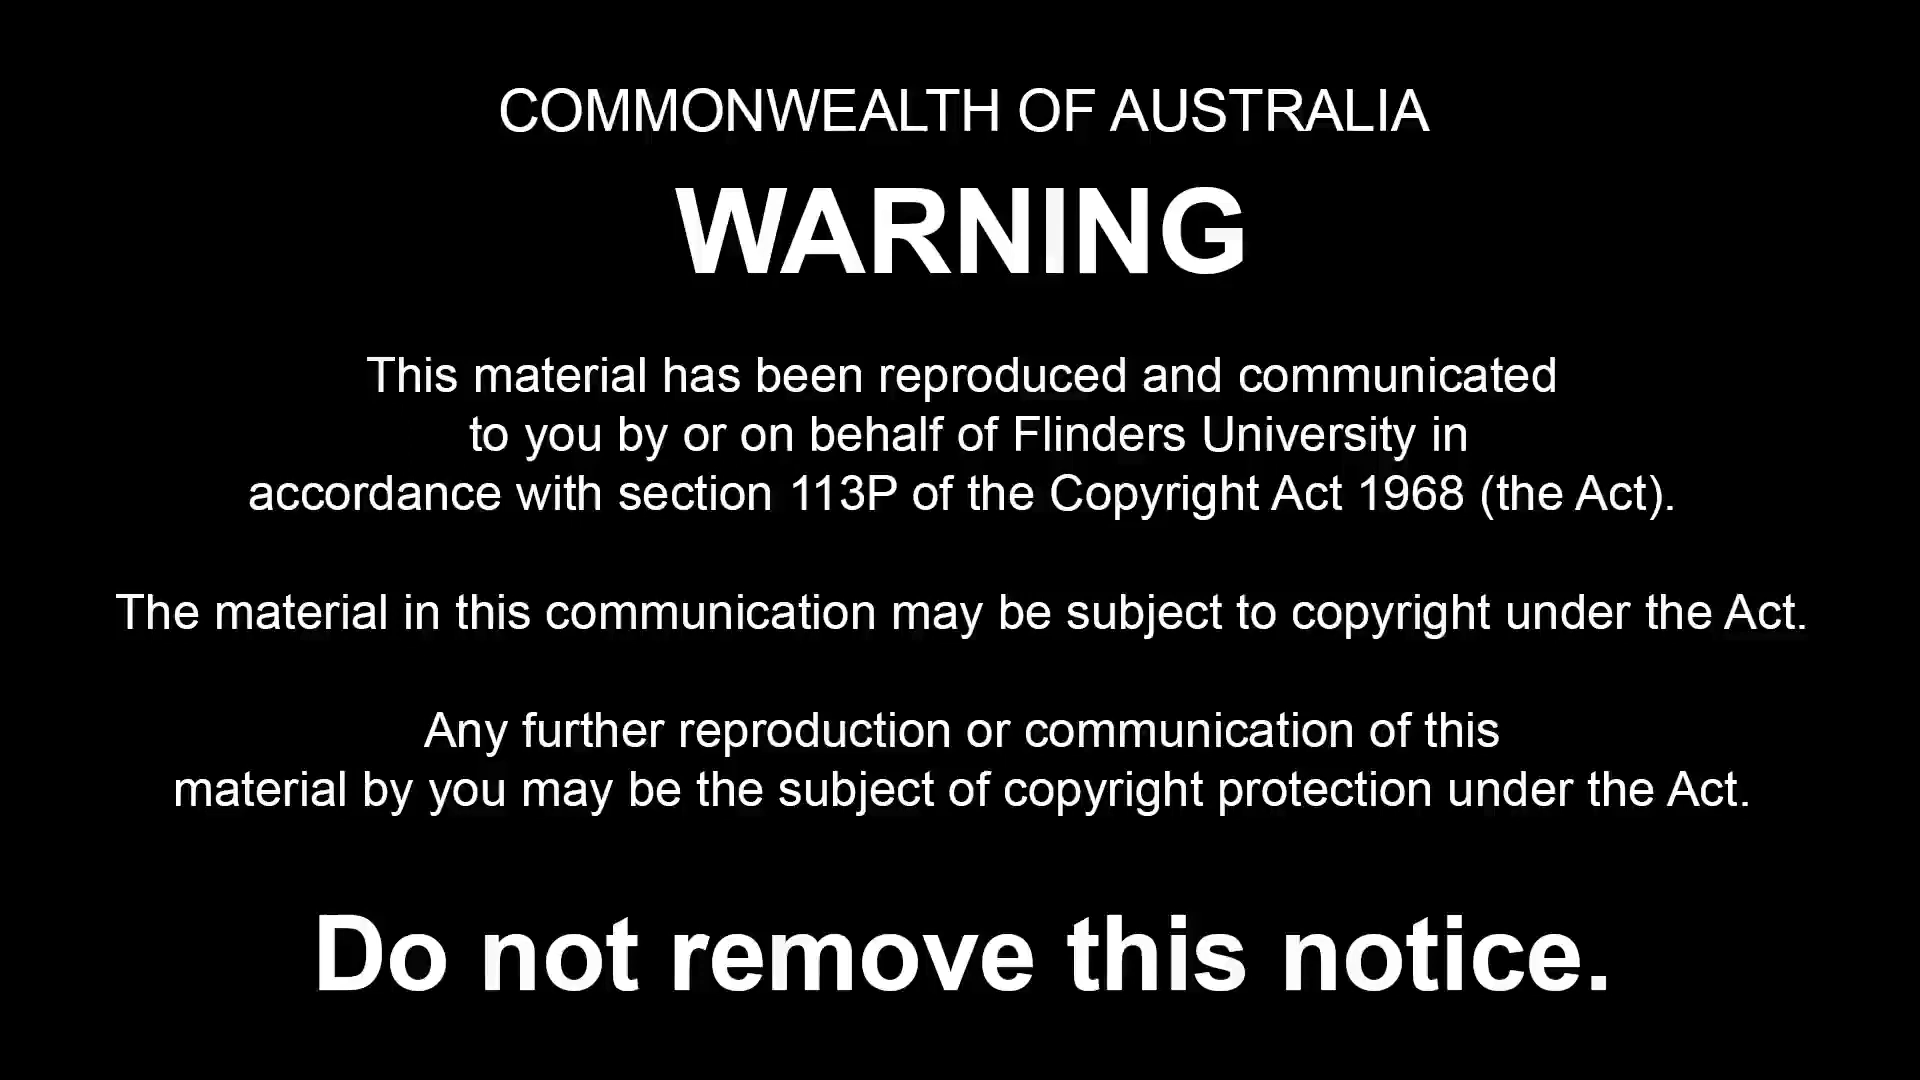 COMMONWEALTH OF AUSTRALIA
WARNING
This material has been reproduced and communicated
to you by or on behalf of Flinders University in
accordance with section 113P of the Copyright Act 1968 (the Act).
The material in this communication may be subject to copyright under the Act.
Any further reproduction or communication of this
material by you may be the subject of copyright protection under the Act.
Do not remove this notice.